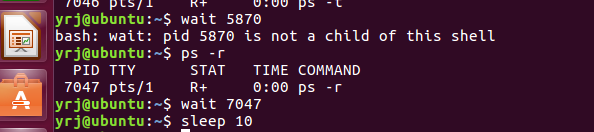 7046 pts/1    R+     0:00 ps -t
yrj@ubuntu:~$ wait 5870
bash: wait: pid 5870 is not a child of this shell
yrj@ubuntu:~$ ps -r
  PID TTY      STAT   TIME COMMAND
 7047 pts/1    R+     0:00 ps -r
yrj@ubuntu:~$ wait 7047
yrj@ubuntu:~$ sleep 10